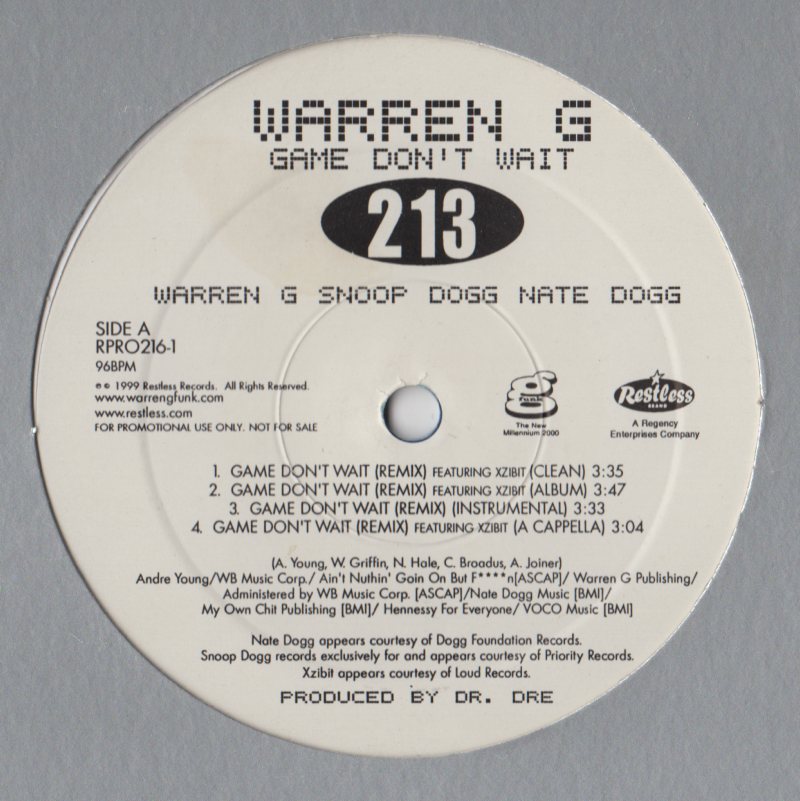 WARREN G
GAME DON'T WAIT
213
WARREN G SNOOP DOGG NATE DOGG
SIDE A
RPRO216-1
96BPM
℗© 1999 Restless Records. All Rights Reserved.
www.warrengfunk.com
www.restless.com
FOR PROMOTIONAL USE ONLY. NOT FOR SALE
G
funk
The New
Millennium 2000
Restless
BRAND
A Regency
Enterprises Company
1. GAME DON'T WAIT (REMIX) FEATURING XZIBIT (CLEAN) 3:35
2. GAME DON'T WAIT (REMIX) FEATURING XZIBIT (ALBUM) 3:47
3. GAME DON'T WAIT (REMIX) (INSTRUMENTAL) 3:33
4. GAME DON'T WAIT (REMIX) FEATURING XZIBIT (A CAPPELLA) 3:04
(A. Young, W. Griffin, N. Hale, C. Broadus, A. Joiner)
Andre Young/WB Music Corp./ Ain't Nuthin' Goin On But F****n[ASCAP]/ Warren G Publishing/
Administered by WB Music Corp. [ASCAP]/Nate Dogg Music [BMI]/
My Own Chit Publishing [BMI]/ Hennessy For Everyone/ VOCO Music [BMI]
Nate Dogg appears courtesy of Dogg Foundation Records.
Snoop Dogg records exclusively for and appears courtesy of Priority Records.
Xzibit appears courtesy of Loud Records.
PRODUCED BY DR. DRE